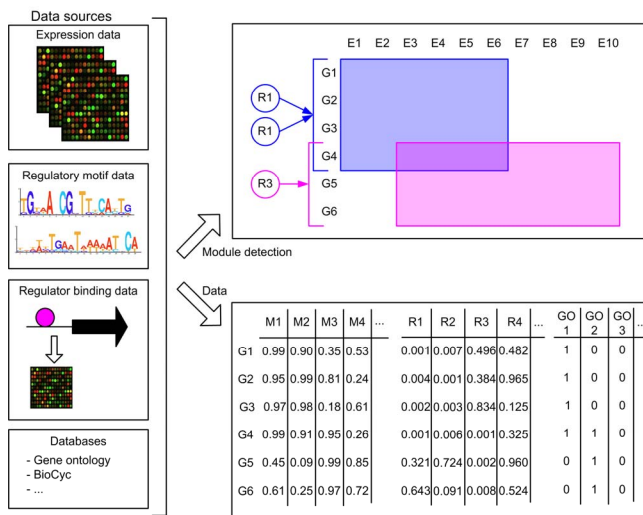 Data sources
Expression data
Regulatory motif data
Regulator binding data
Databases
- Gene ontology
- BioCyc
- ...
Module detection
Data
E1 E2 E3 E4 E5 E6 E7 E8 E9 E10
G1
G2
G3
G4
G5
G6
R1
R1
R3
M1 M2 M3 M4 ... R1 R2 R3 R4 ... GO 1 GO 2 GO 3 ...
G1 0.99 0.90 0.35 0.53 0.001 0.007 0.496 0.482 1 0 0
G2 0.95 0.99 0.81 0.24 0.004 0.001 0.384 0.965 1 0 0
G3 0.97 0.98 0.18 0.61 0.002 0.003 0.834 0.125 1 0 0
G4 0.99 0.91 0.95 0.26 0.001 0.006 0.001 0.325 1 1 0
G5 0.45 0.09 0.99 0.85 0.321 0.724 0.002 0.960 0 1 0
G6 0.61 0.25 0.97 0.72 0.643 0.091 0.008 0.524 0 1 0